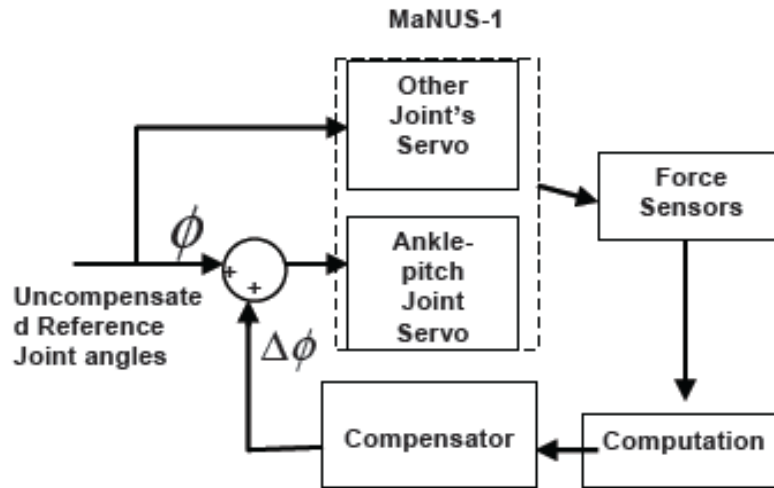 MaNUS-1
Other
Joint's
Servo
Force
Sensors
ϕ
+
+
Ankle-
pitch
Joint
Servo
Uncompensate
d Reference
Joint angles
Δϕ
Compensator
Computation